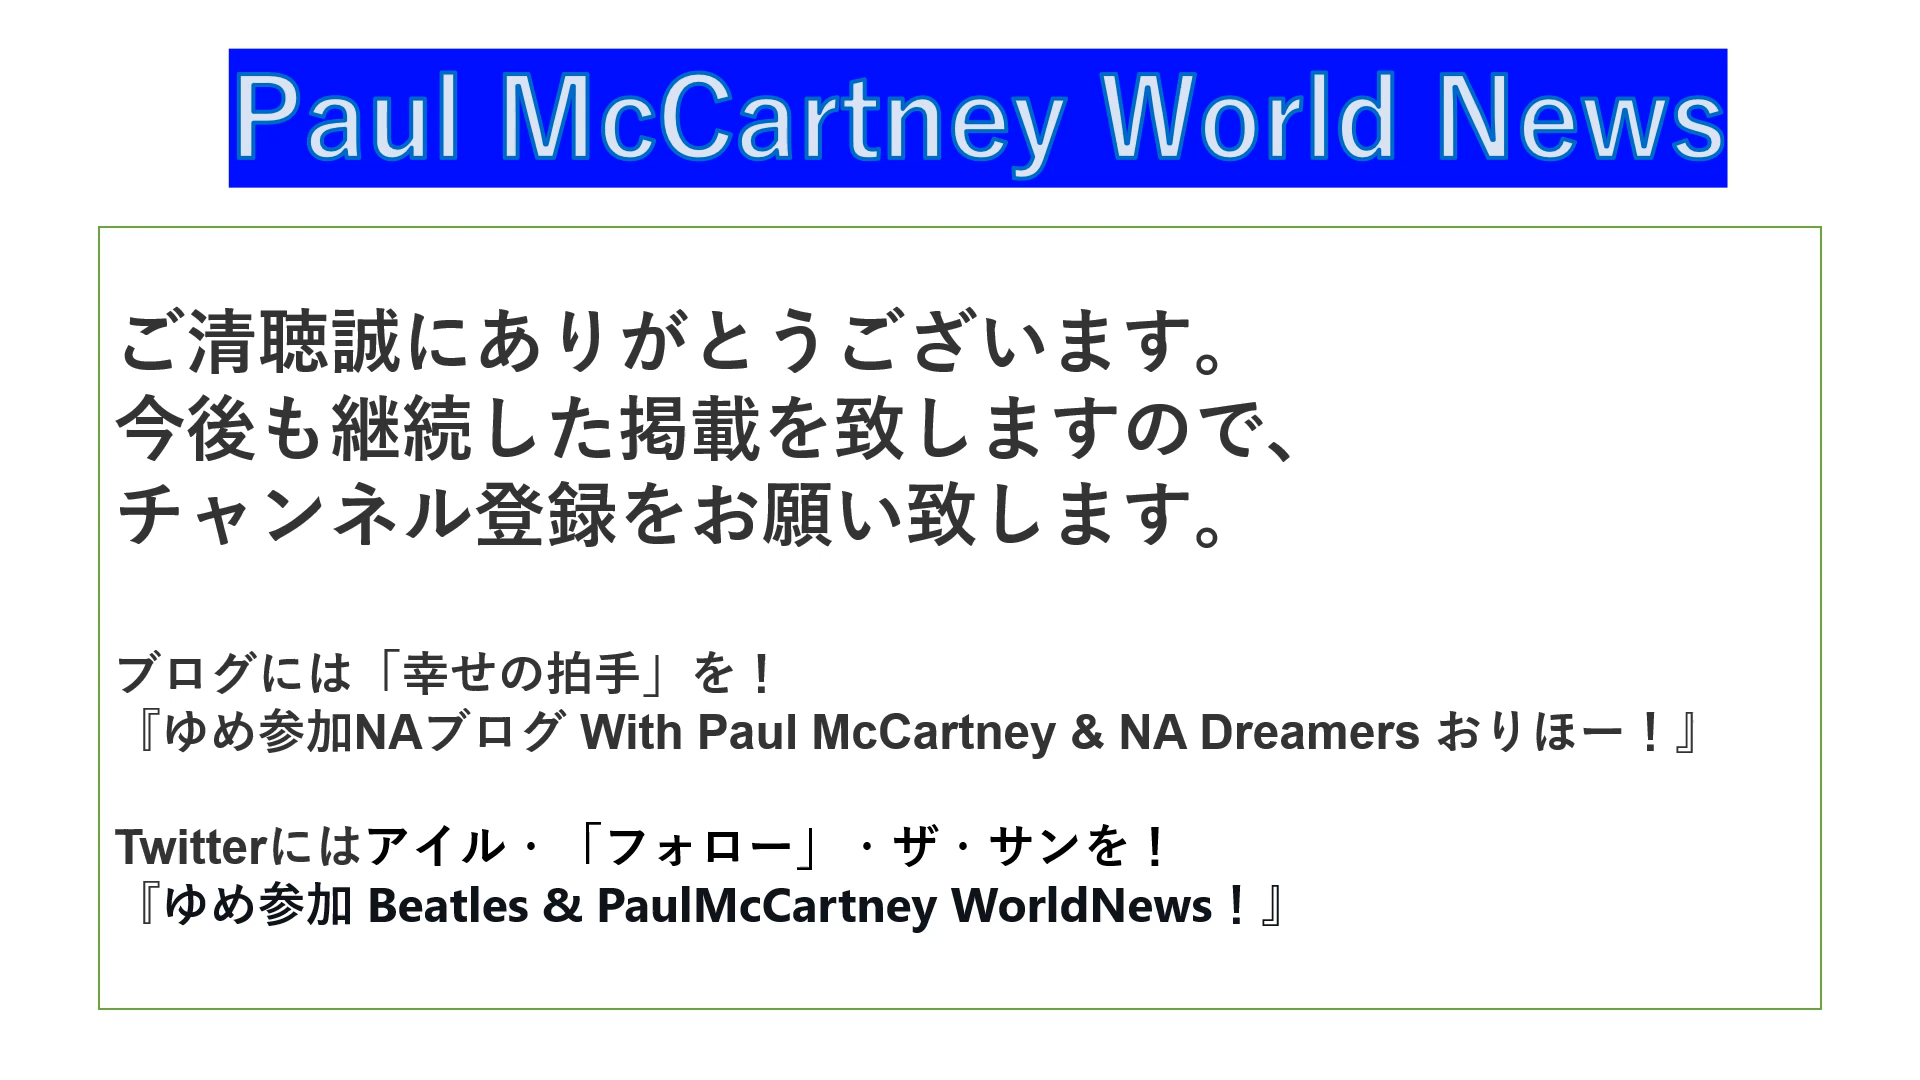 Paul McCartney World News
ご清聴誠にありがとうございます。
今後も継続した掲載を致しますので、
チャンネル登録をお願い致します。
ブログには「幸せの拍手」を！
『ゆめ参加NAブログ With Paul McCartney & NA Dreamers おりほー！』
Twitterにはアイル・「フォロー」・ザ・サンを！
『ゆめ参加 Beatles & PaulMcCartney WorldNews！』